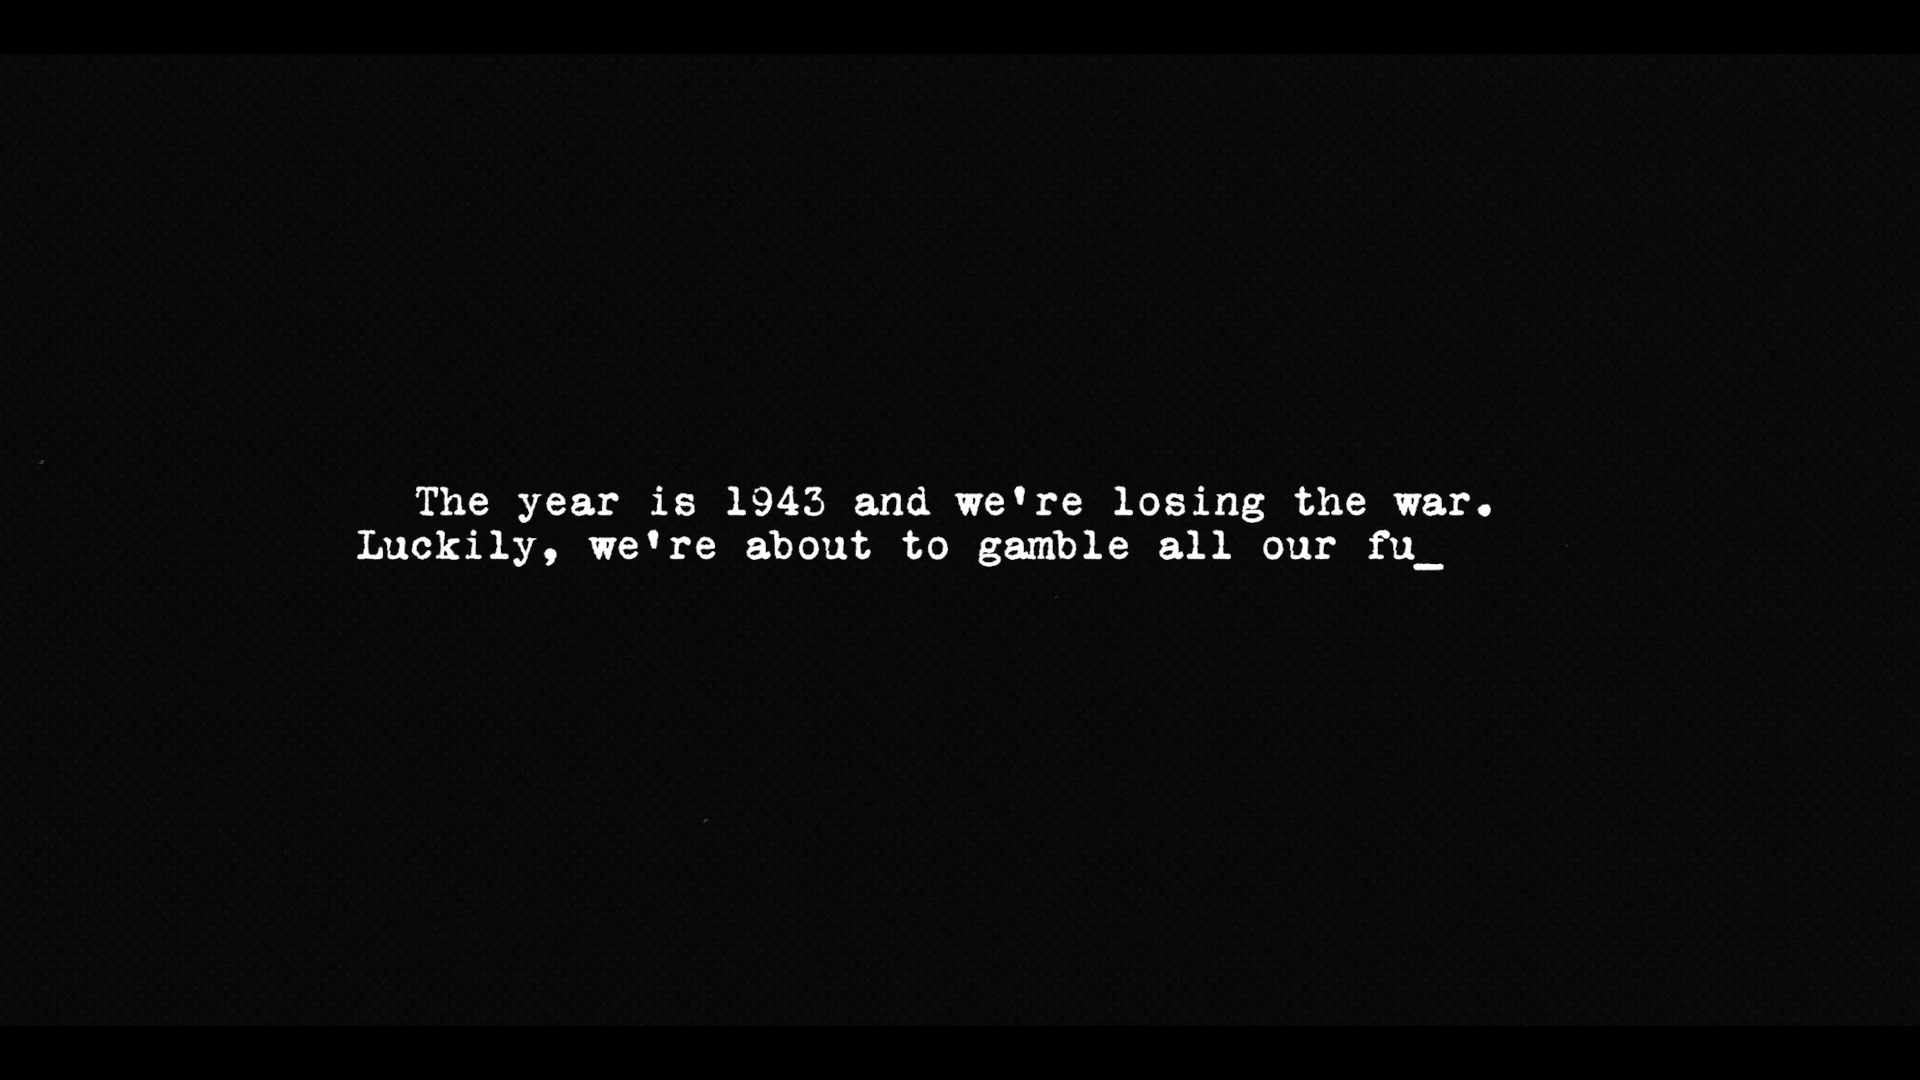 The year is 1943 and we're losing the war.
Luckily, we're about to gamble all our fu_